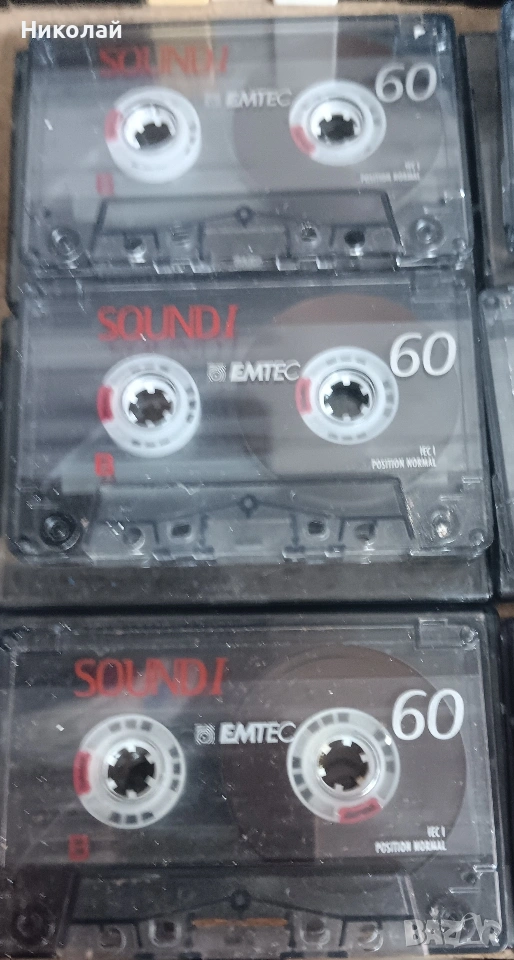 Николай
SOUND I
EMTEC
60
IEC I
POSITION NORMAL
B
SOUND I
EMTEC
60
IEC I
POSITION NORMAL
B
SOUND I
EMTEC
60
IEC I
POSITION NORMAL
B
BAZAR